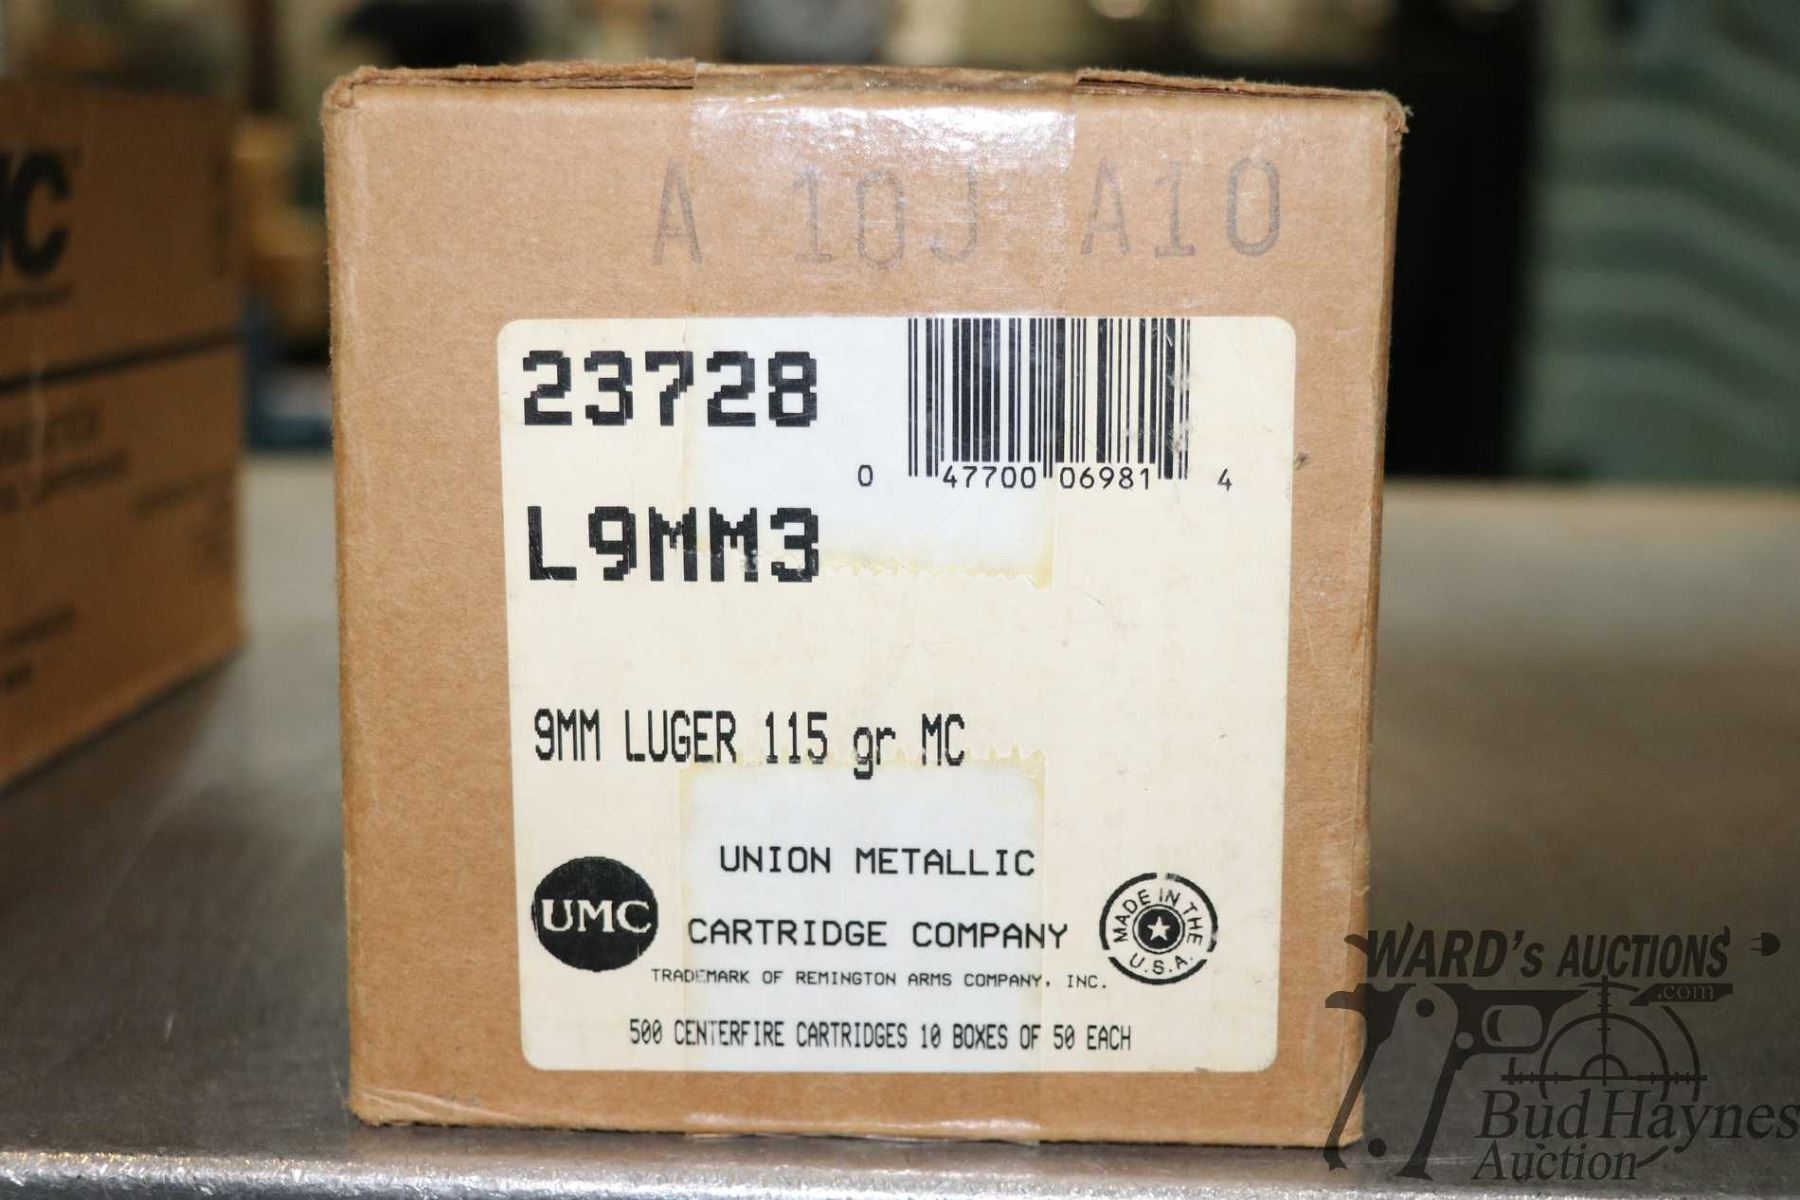 A 10J A10
23728
0 47700 06981 4
L9MM3
9MM LUGER 115 gr MC
UNION METALLIC
UMC
CARTRIDGE COMPANY
MADE IN THE U.S.A.
TRADEMARK OF REMINGTON ARMS COMPANY, INC.
500 CENTERFIRE CARTRIDGES 10 BOXES OF 50 EACH
WARD's AUCTIONS
.com
Bud Haynes
Auction